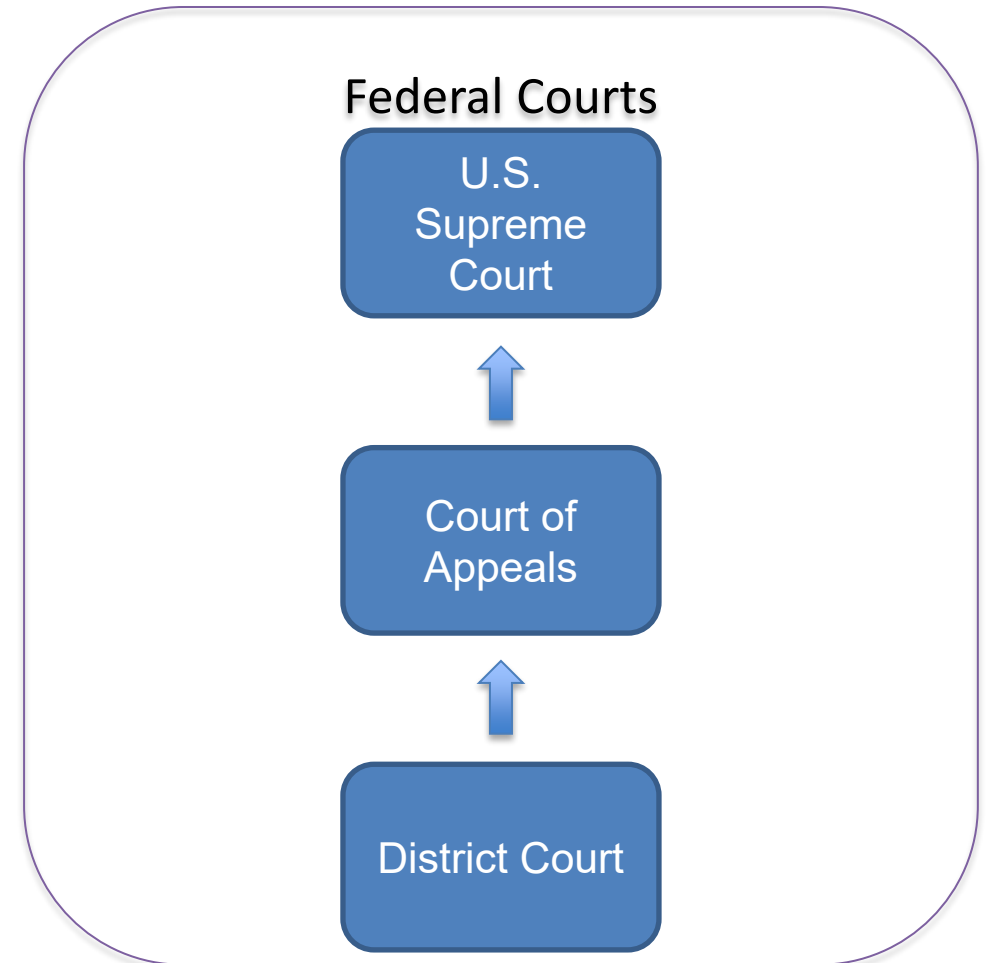 Federal Courts
U.S.
Supreme
Court
Court of
Appeals
District Court